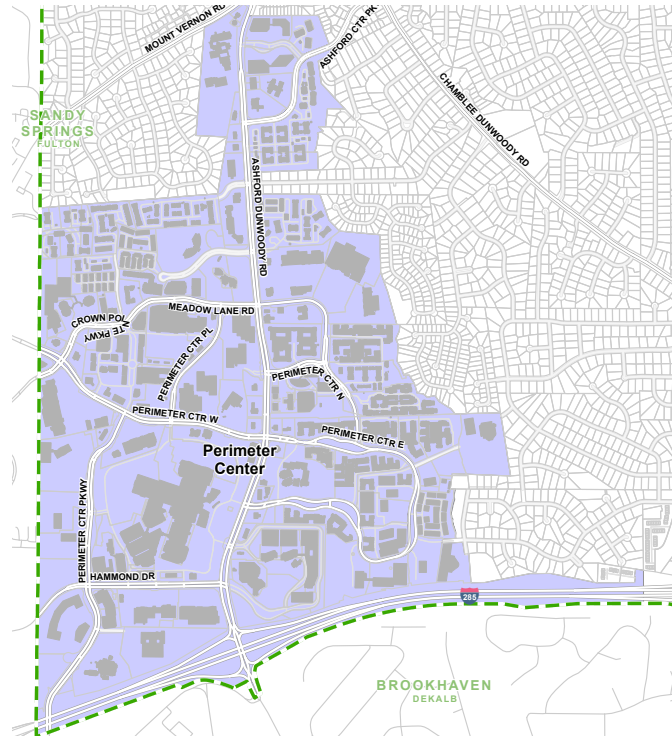 MOUNT VERNON RD
ASHFORD CTR PK
CHAMBLEE DUNWOODY RD
SANDY
SPRINGS
FULTON
ASHFORD DUNWOODY RD
MEADOW LANE RD
CROWN POINTE PKWY
PERIMETER CTR PL
PERIMETER CTR N
PERIMETER CTR W
PERIMETER CTR E
Perimeter
Center
PERIMETER CTR PKWY
HAMMOND DR
285
BROOKHAVEN
DEKALB